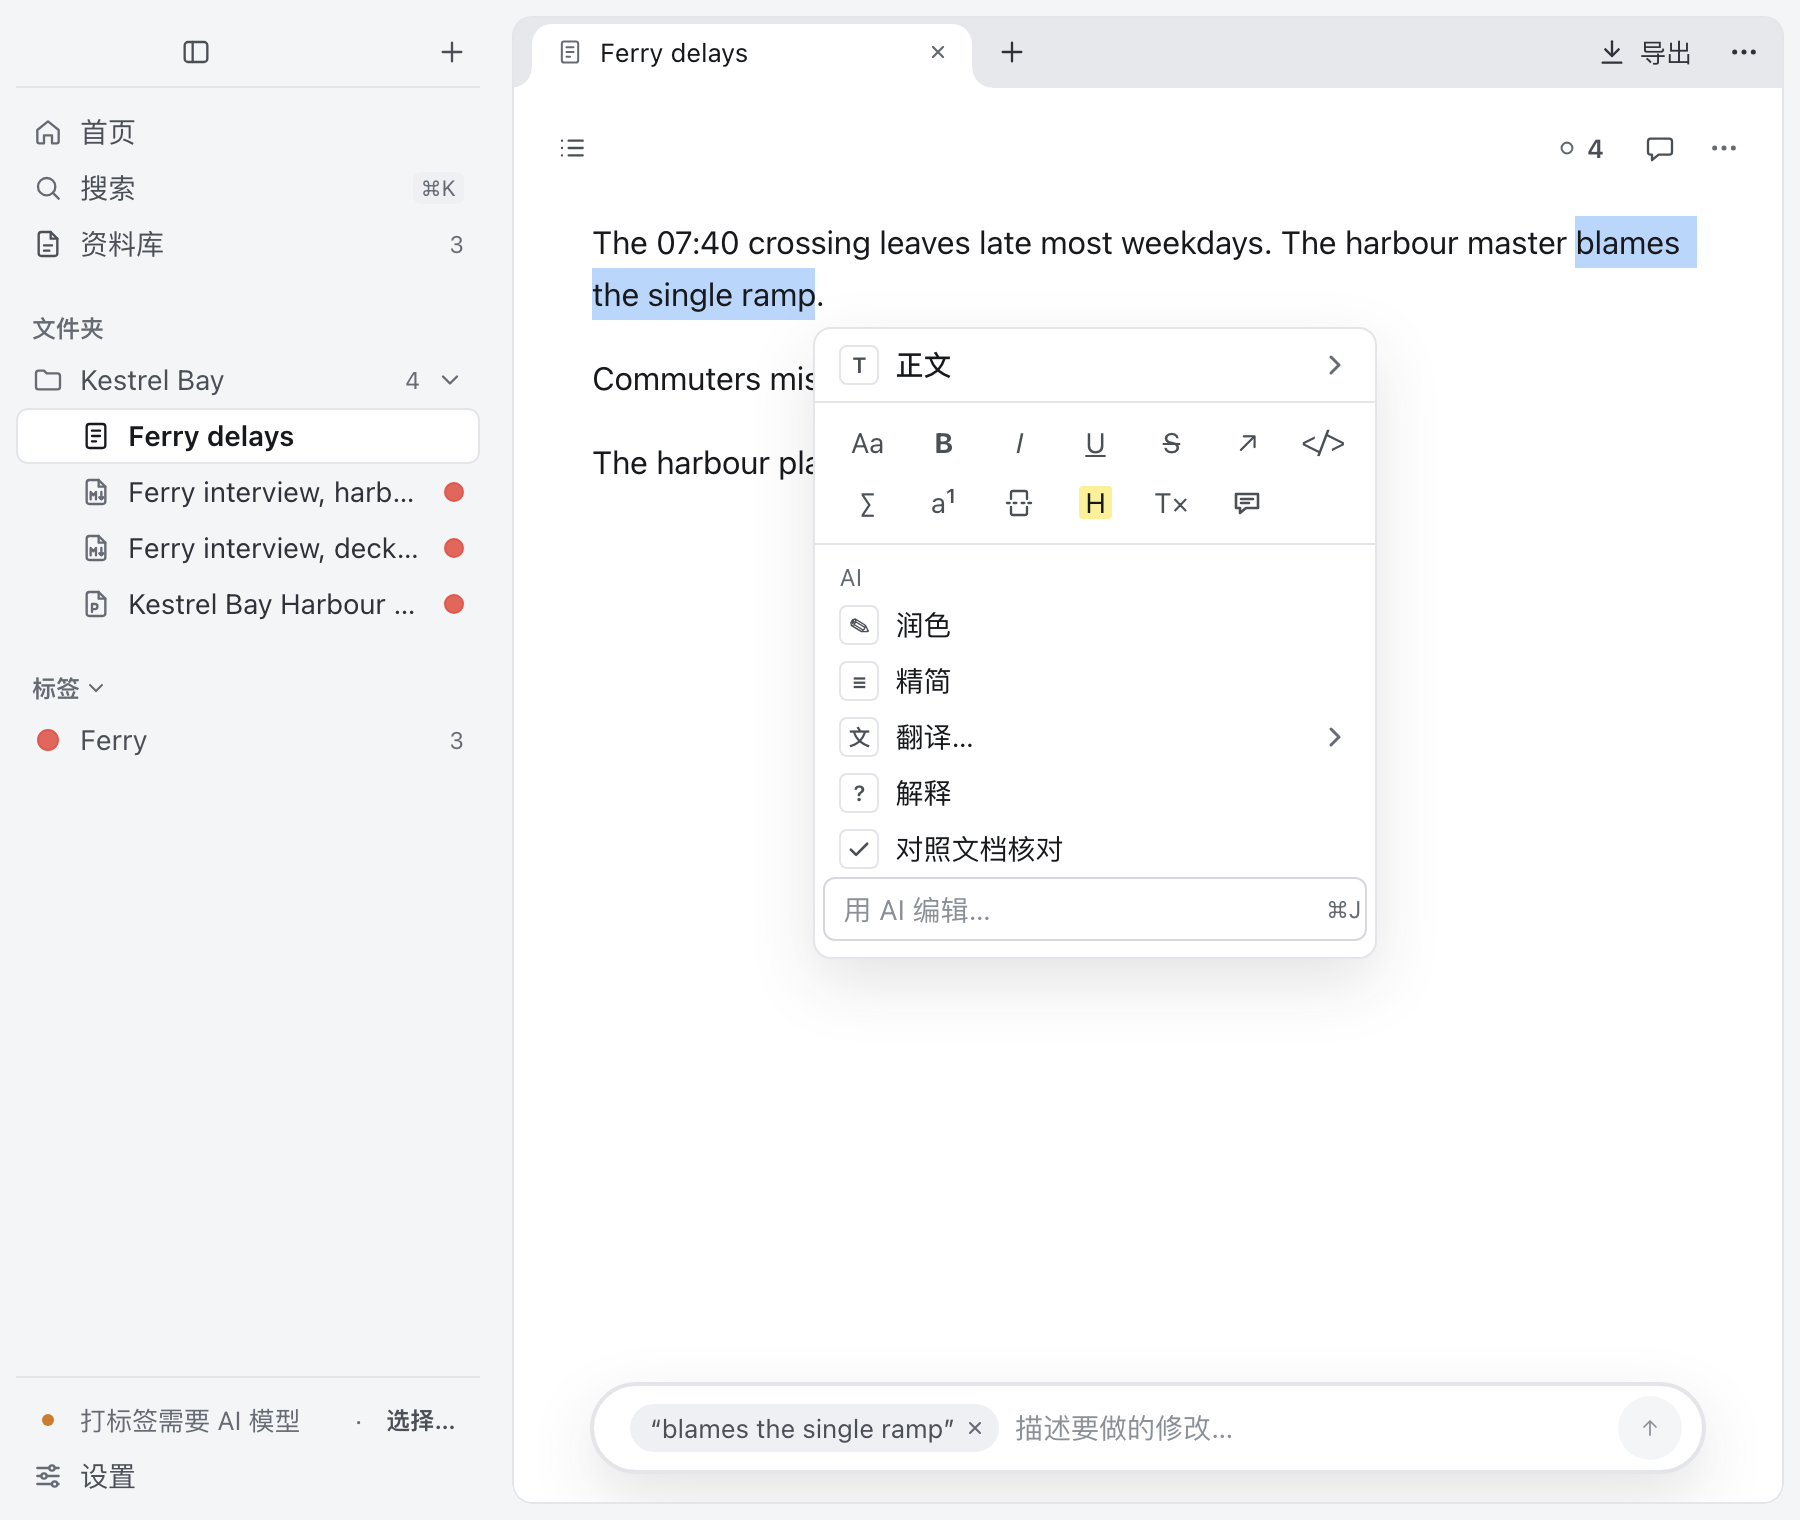 首页
搜索 ⌘K
资料库 3
文件夹
Kestrel Bay 4
Ferry delays
Ferry interview, harb...
Ferry interview, deck...
Kestrel Bay Harbour ...
标签
Ferry 3
打标签需要 AI 模型 · 选择...
设置
Ferry delays
导出
4
The 07:40 crossing leaves late most weekdays. The harbour master blames
the single ramp.
Commuters mis
The harbour pla
T 正文
Aa B I U S </>
∑ a¹ H T×
AI
润色
精简
文 翻译...
? 解释
对照文档核对
用 AI 编辑... ⌘J
“blames the single ramp” × 描述要做的修改...